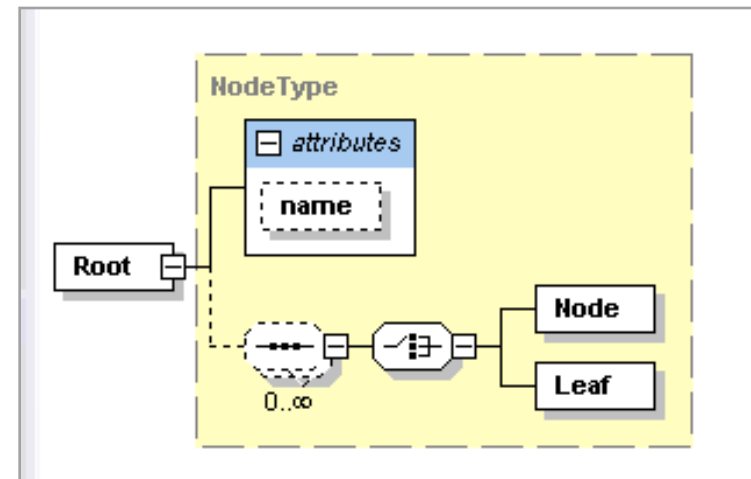 NodeType
attributes
name
Root
Node
Leaf
0..∞